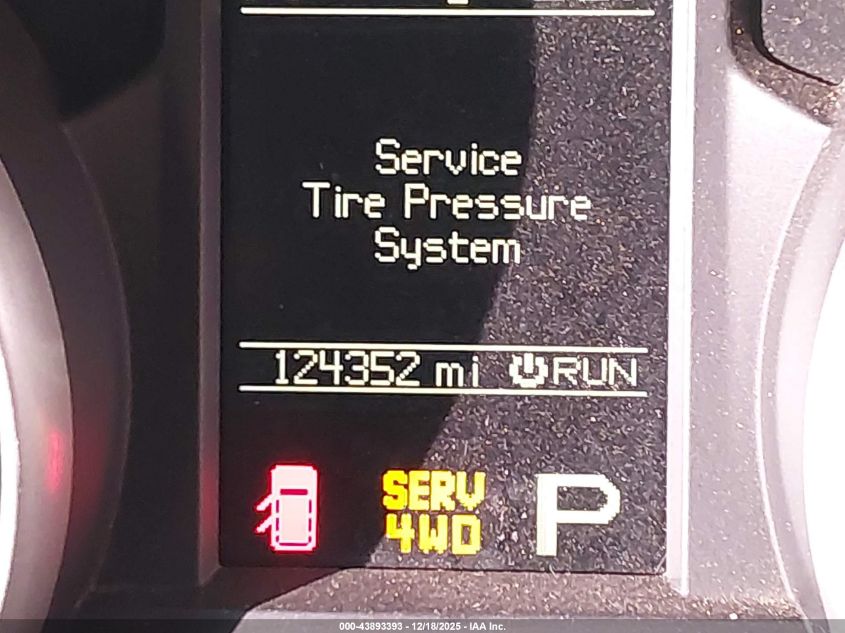 Service
Tire Pressure
System
124352 mi RUN
SERV
4WD
P
000-43893393 - 12/18/2025 - IAA Inc.